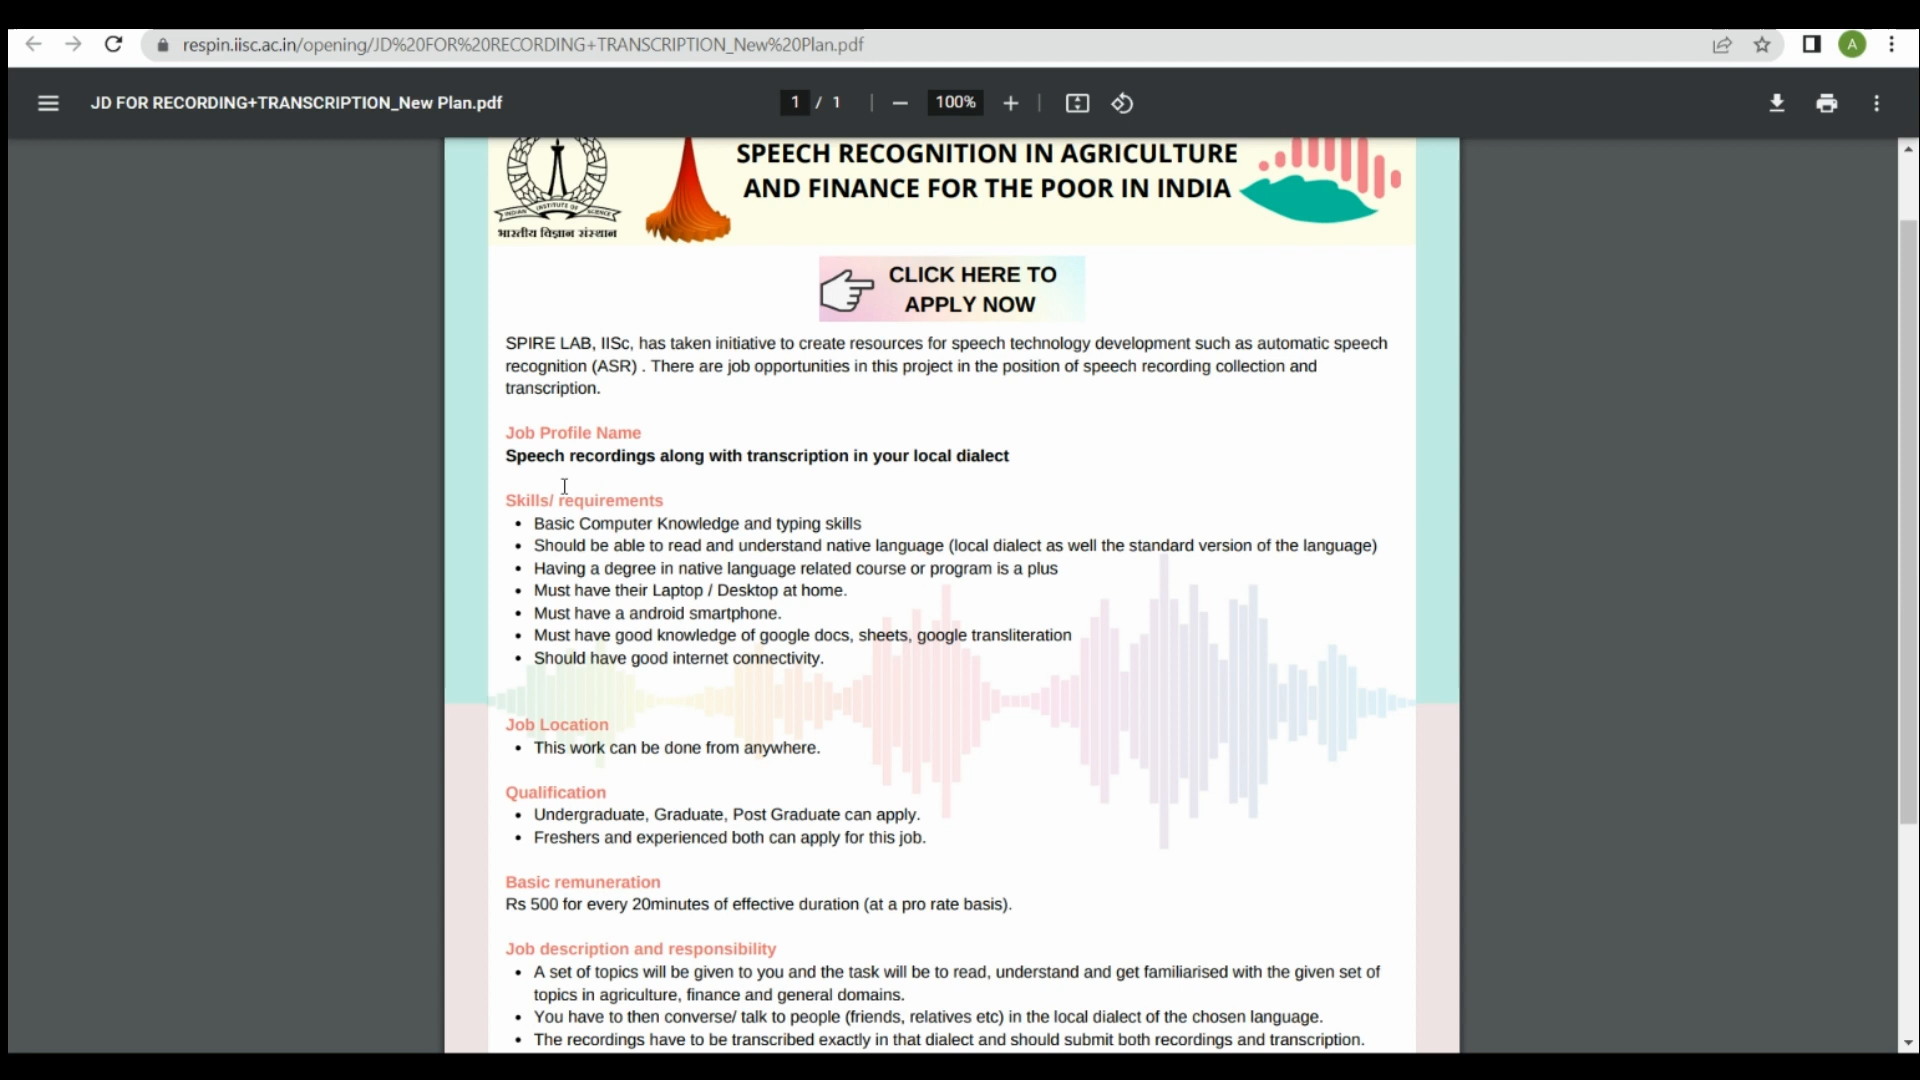 respin.iisc.ac.in/opening/JD%20FOR%20RECORDING+TRANSCRIPTION_New%20Plan.pdf
A
JD FOR RECORDING+TRANSCRIPTION_New Plan.pdf
1 / 1
100%
SPEECH RECOGNITION IN AGRICULTURE
AND FINANCE FOR THE POOR IN INDIA
INDIAN INSTITUTE OF SCIENCE
भारतीय विज्ञान संस्थान
CLICK HERE TO
APPLY NOW
SPIRE LAB, IISc, has taken initiative to create resources for speech technology development such as automatic speech
recognition (ASR) . There are job opportunities in this project in the position of speech recording collection and
transcription.
Job Profile Name
Speech recordings along with transcription in your local dialect
Skills/ requirements
• Basic Computer Knowledge and typing skills
• Should be able to read and understand native language (local dialect as well the standard version of the language)
• Having a degree in native language related course or program is a plus
• Must have their Laptop / Desktop at home.
• Must have a android smartphone.
• Must have good knowledge of google docs, sheets, google transliteration
• Should have good internet connectivity.
Job Location
• This work can be done from anywhere.
Qualification
• Undergraduate, Graduate, Post Graduate can apply.
• Freshers and experienced both can apply for this job.
Basic remuneration
Rs 500 for every 20minutes of effective duration (at a pro rate basis).
Job description and responsibility
• A set of topics will be given to you and the task will be to read, understand and get familiarised with the given set of
topics in agriculture, finance and general domains.
• You have to then converse/ talk to people (friends, relatives etc) in the local dialect of the chosen language.
• The recordings have to be transcribed exactly in that dialect and should submit both recordings and transcription.